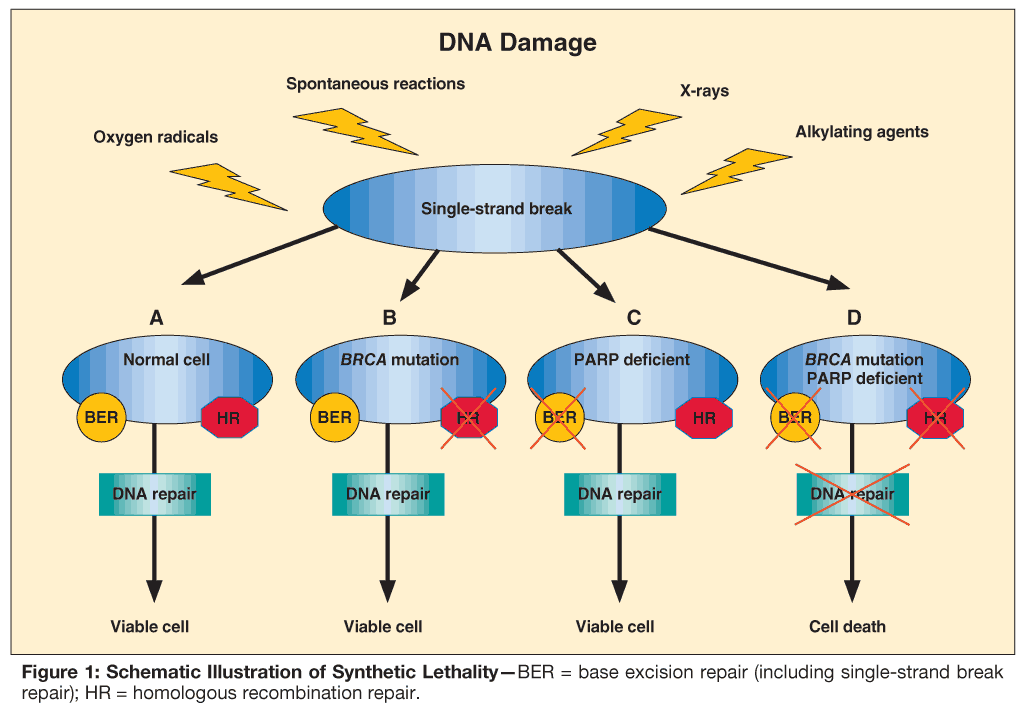 DNA Damage
Spontaneous reactions
X-rays
Oxygen radicals
Alkylating agents
Single-strand break
A
B
C
D
Normal cell
BRCA mutation
PARP deficient
BRCA mutation
PARP deficient
BER
HR
BER
HR
BER
HR
BER
HR
DNA repair
DNA repair
DNA repair
DNA repair
Viable cell
Viable cell
Viable cell
Cell death
Figure 1: Schematic Illustration of Synthetic Lethality—BER = base excision repair (including single-strand break
repair); HR = homologous recombination repair.